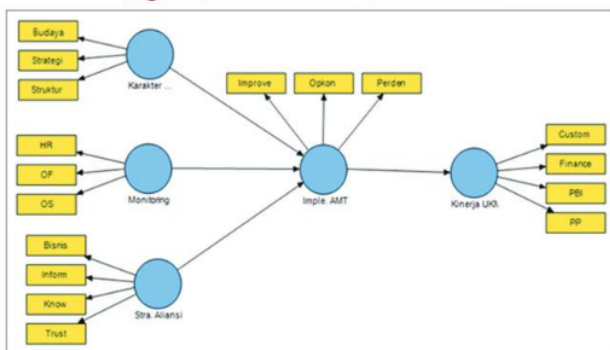 Budaya
Strategi
Struktur
Karakter ...
Improve
Opkon
Perden
HR
OF
OS
Monitoring
Imple. AMT
Custom
Finance
PBI
PP
Kinerja UKM
Bisnis
Inform
Know
Trust
Stra. Aliansi